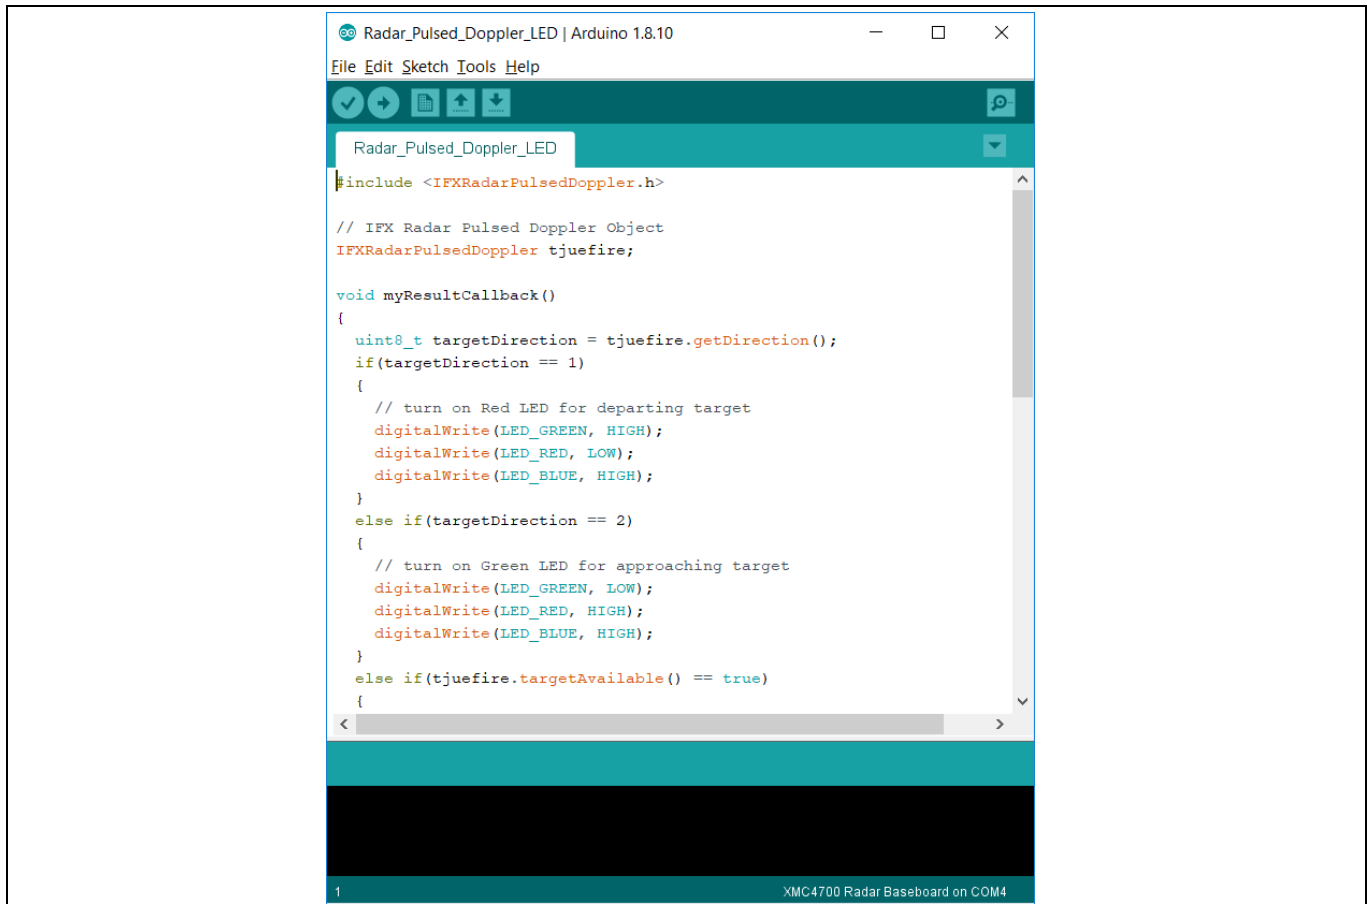 Radar_Pulsed_Doppler_LED | Arduino 1.8.10
File Edit Sketch Tools Help
Radar_Pulsed_Doppler_LED
#include <IFXRadarPulsedDoppler.h>
// IFX Radar Pulsed Doppler Object
IFXRadarPulsedDoppler tjuefire;
void myResultCallback()
{
uint8_t targetDirection = tjuefire.getDirection();
if(targetDirection == 1)
{
// turn on Red LED for departing target
digitalWrite(LED_GREEN, HIGH);
digitalWrite(LED_RED, LOW);
digitalWrite(LED_BLUE, HIGH);
}
else if(targetDirection == 2)
{
// turn on Green LED for approaching target
digitalWrite(LED_GREEN, LOW);
digitalWrite(LED_RED, HIGH);
digitalWrite(LED_BLUE, HIGH);
}
else if(tjuefire.targetAvailable() == true)
{
1 XMC4700 Radar Baseboard on COM4